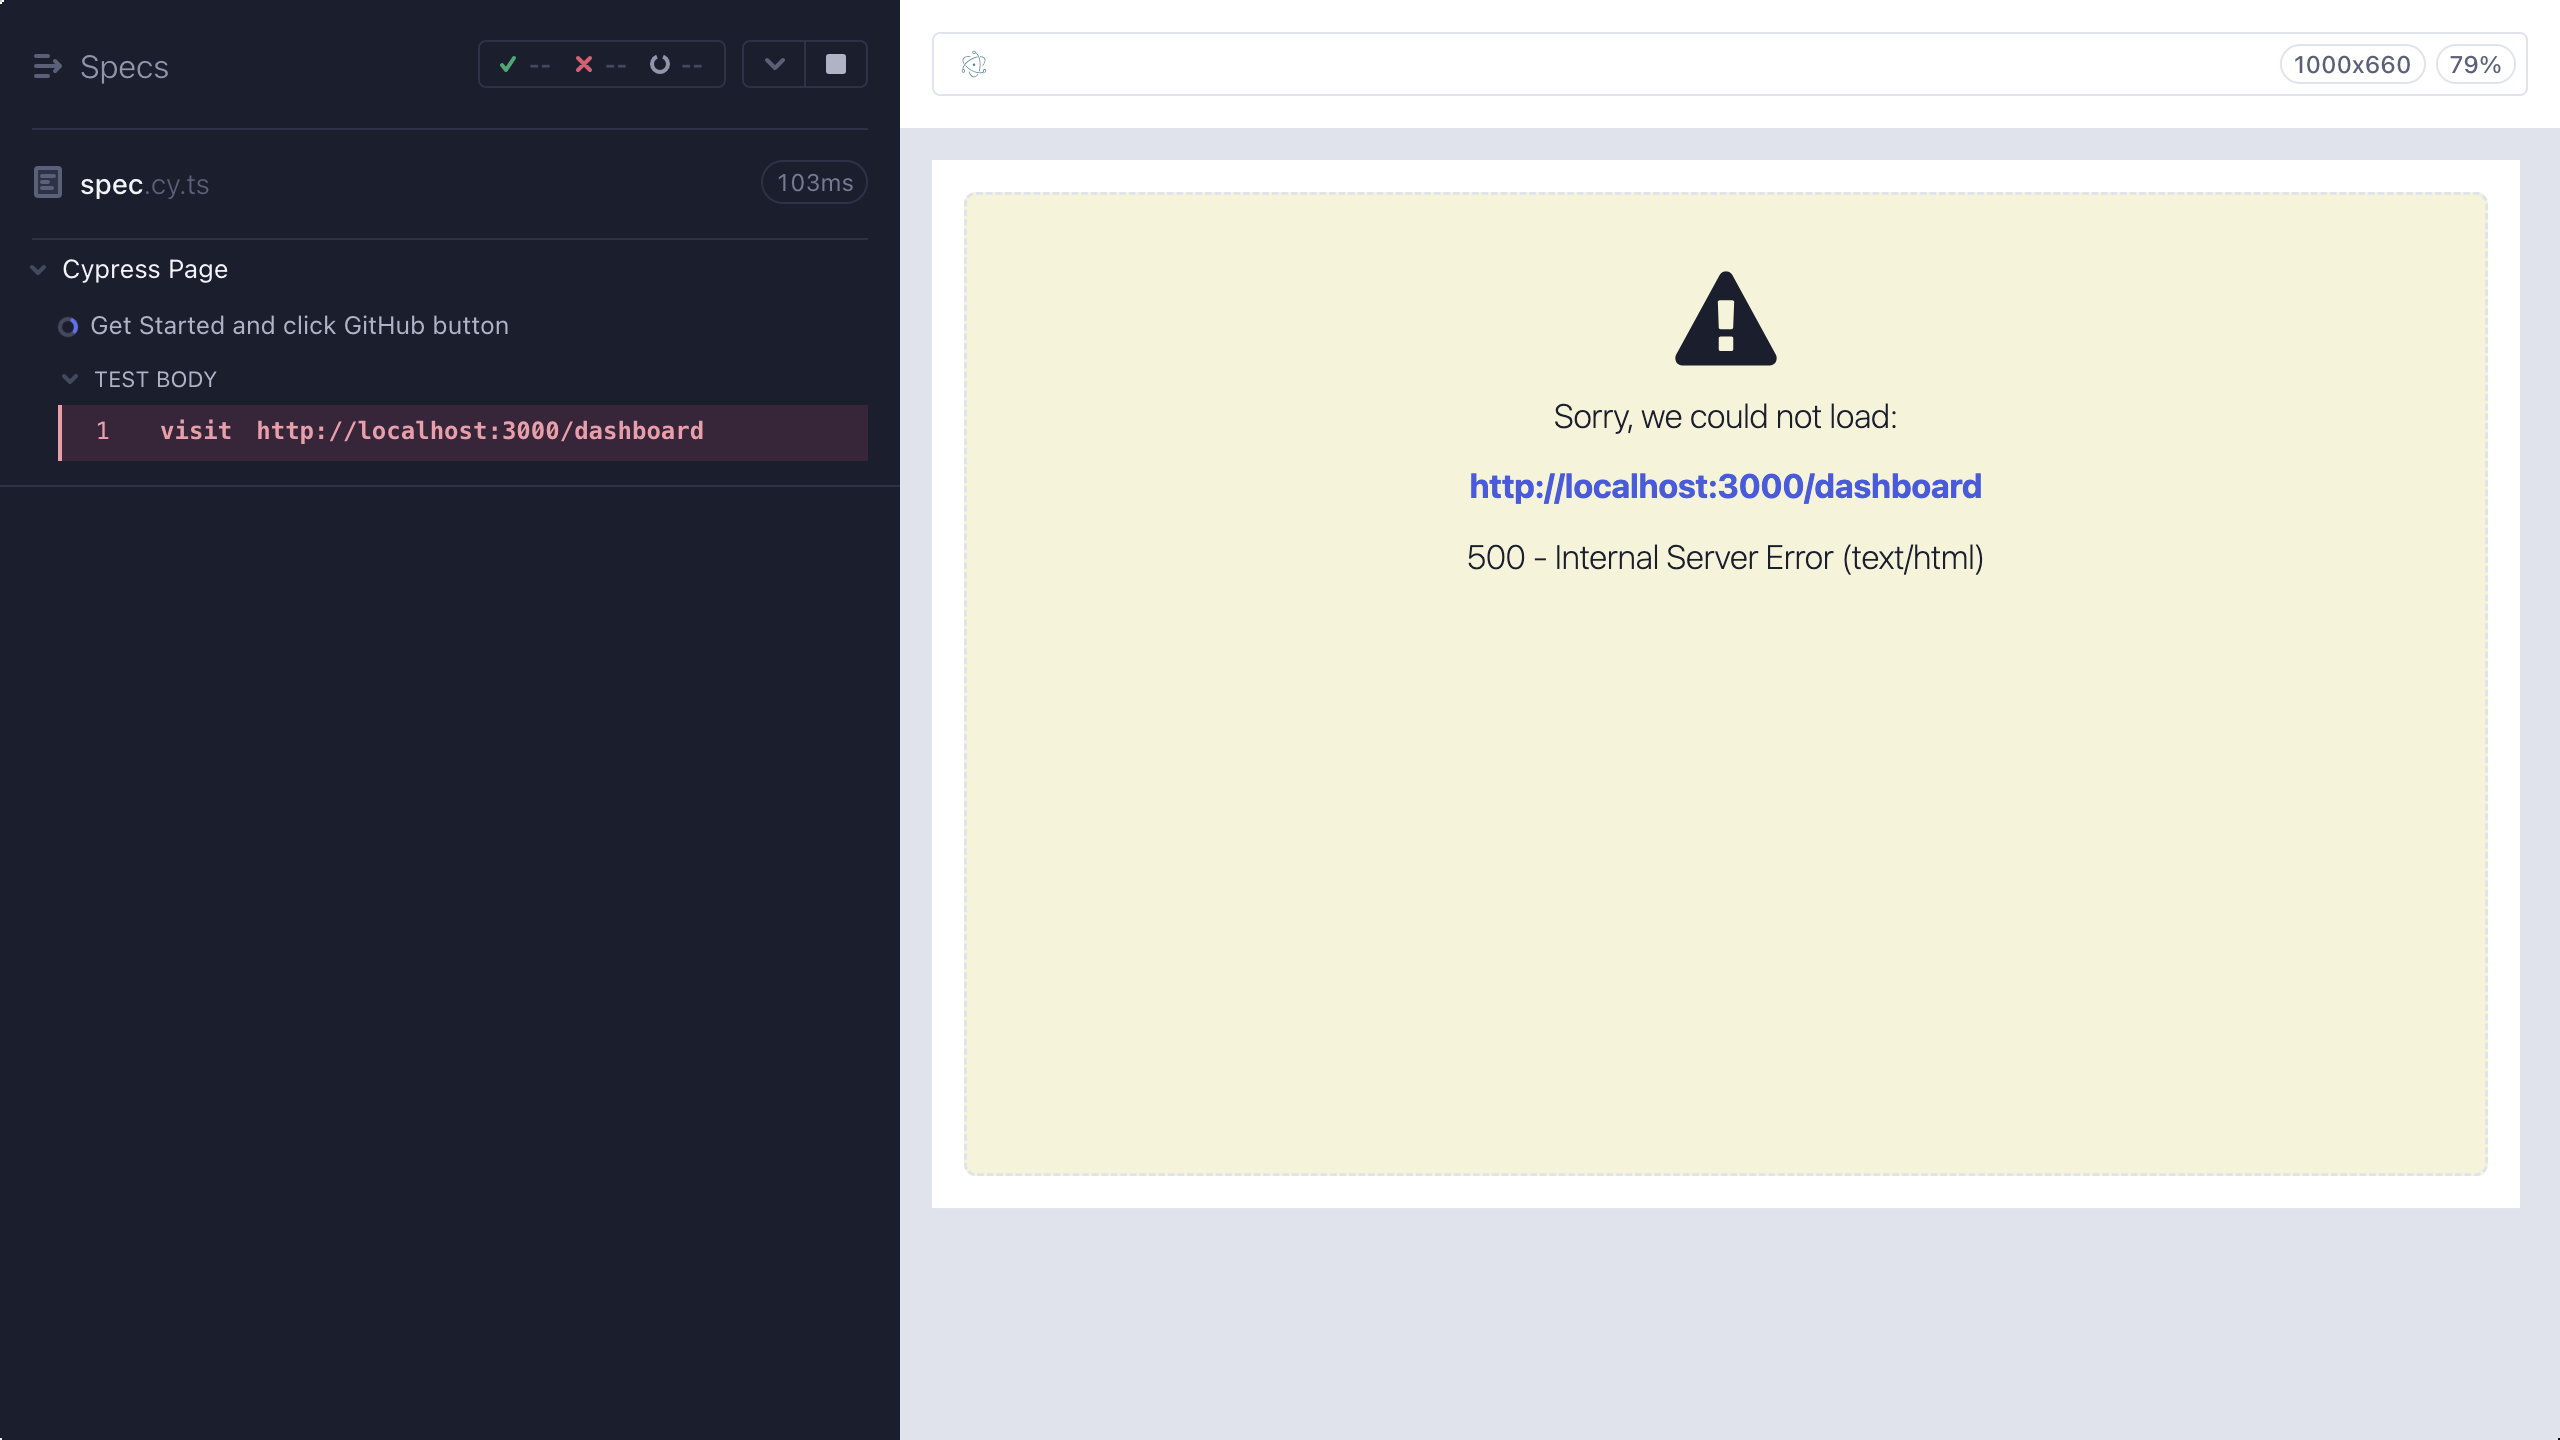 Specs
-- -- --
spec.cy.ts
103ms
Cypress Page
Get Started and click GitHub button
TEST BODY
1 visit http://localhost:3000/dashboard
1000x660
79%
Sorry, we could not load:
http://localhost:3000/dashboard
500 - Internal Server Error (text/html)